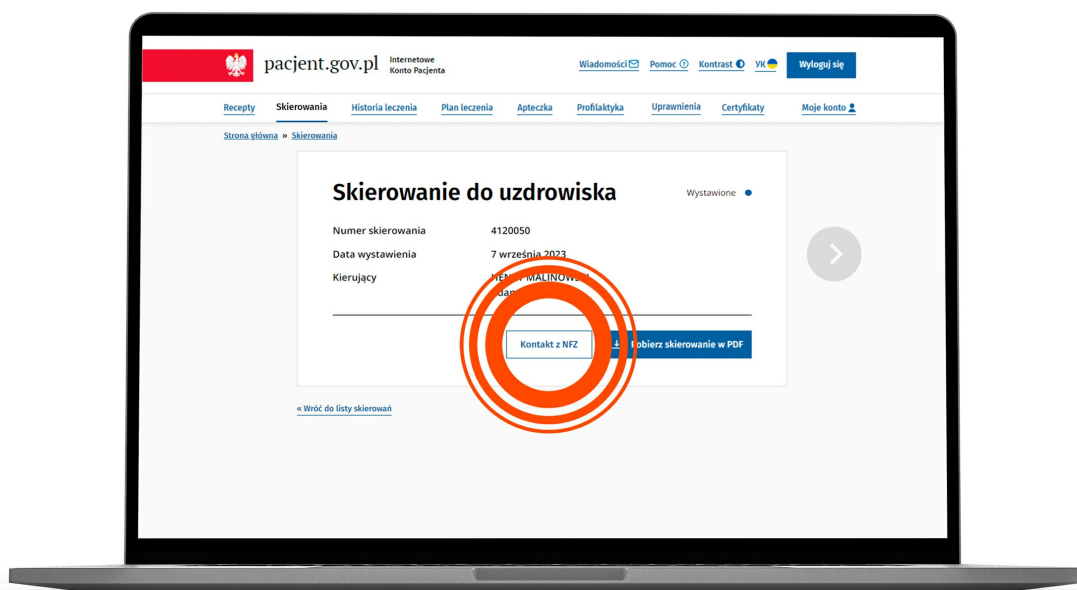 pacjent.gov.pl
Internetowe
Konto Pacjenta
Wiadomości Pomoc Kontrast УК Wyloguj się
Recepty Skierowania Historia leczenia Plan leczenia Apteczka Profilaktyka Uprawnienia Certyfikaty Moje konto
Strona główna » Skierowania
Skierowanie do uzdrowiska
Wystawione
Numer skierowania 4120050
Data wystawienia 7 września 2023
Kierujący
Kontakt z NFZ
Pobierz skierowanie w PDF
« Wróć do listy skierowań